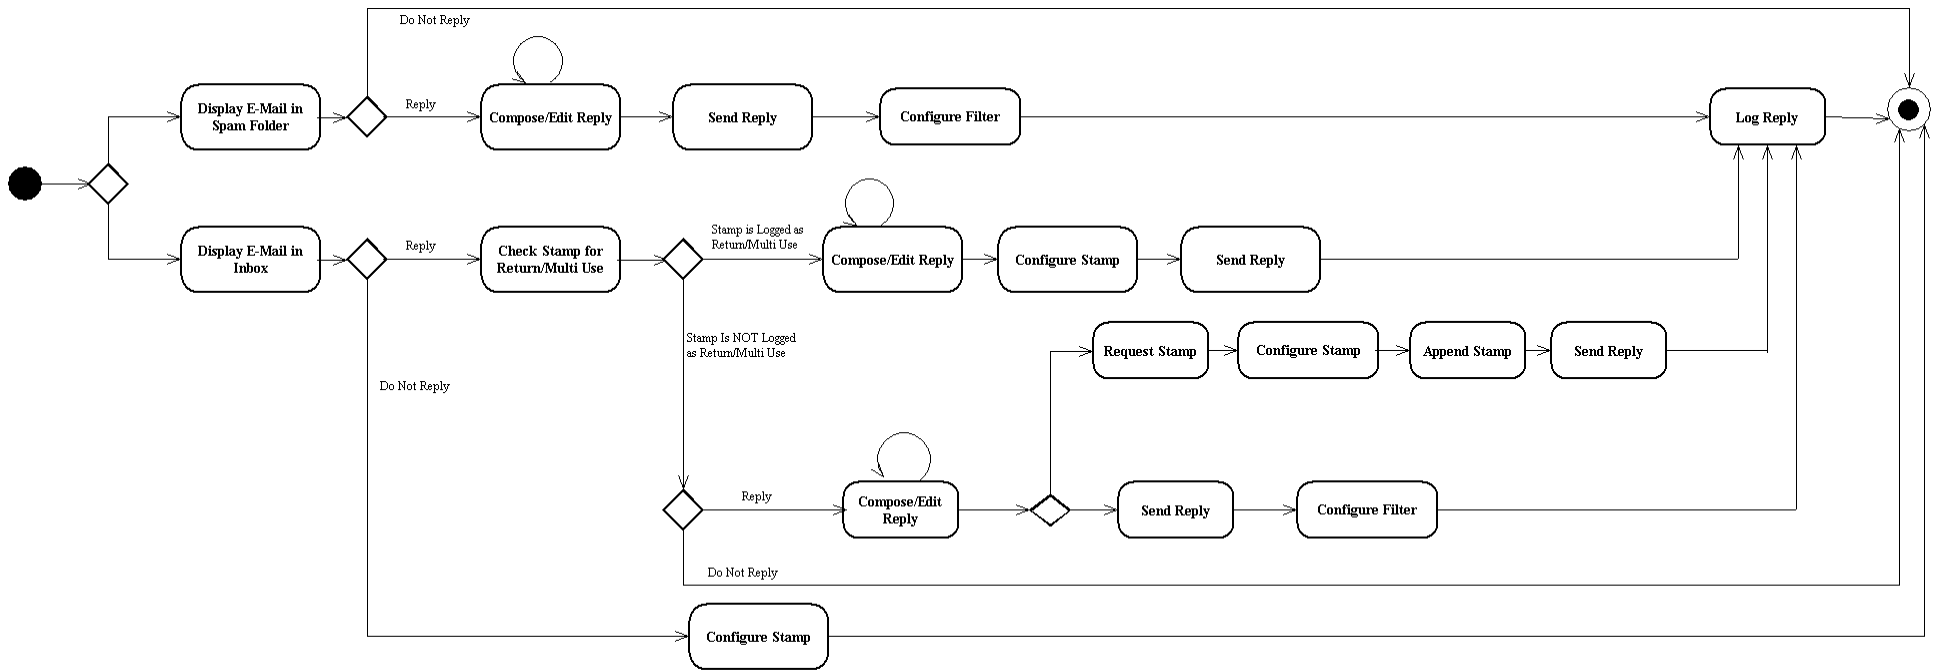 Do Not Reply
Display E-Mail in
Spam Folder
Reply
Compose/Edit Reply
Send Reply
Configure Filter
Log Reply
Display E-Mail in
Inbox
Reply
Check Stamp for
Return/Multi Use
Stamp is Logged as
Return/Multi Use
Compose/Edit Reply
Configure Stamp
Send Reply
Stamp Is NOT Logged
as Return/Multi Use
Request Stamp
Configure Stamp
Append Stamp
Send Reply
Do Not Reply
Reply
Compose/Edit
Reply
Send Reply
Configure Filter
Do Not Reply
Configure Stamp